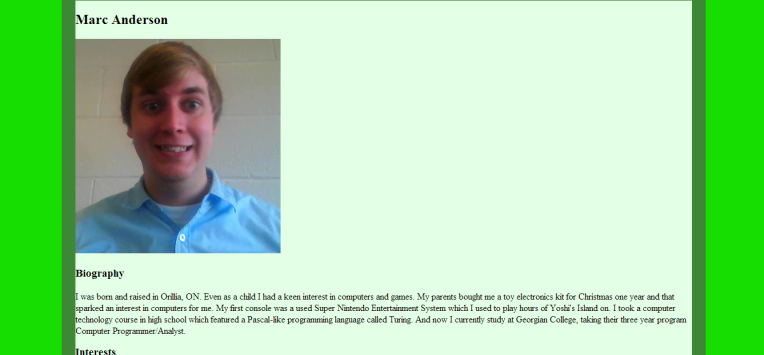 Marc Anderson
Biography
I was born and raised in Orillia, ON. Even as a child I had a keen interest in computers and games. My parents bought me a toy electronics kit for Christmas one year and that
sparked an interest in computers for me. My first console was a used Super Nintendo Entertainment System which I used to play hours of Yoshi's Island on. I took a computer
technology course in high school which featured a Pascal-like programming language called Turing. And now I currently study at Georgian College, taking their three year program
Computer Programmer/Analyst.
Interests